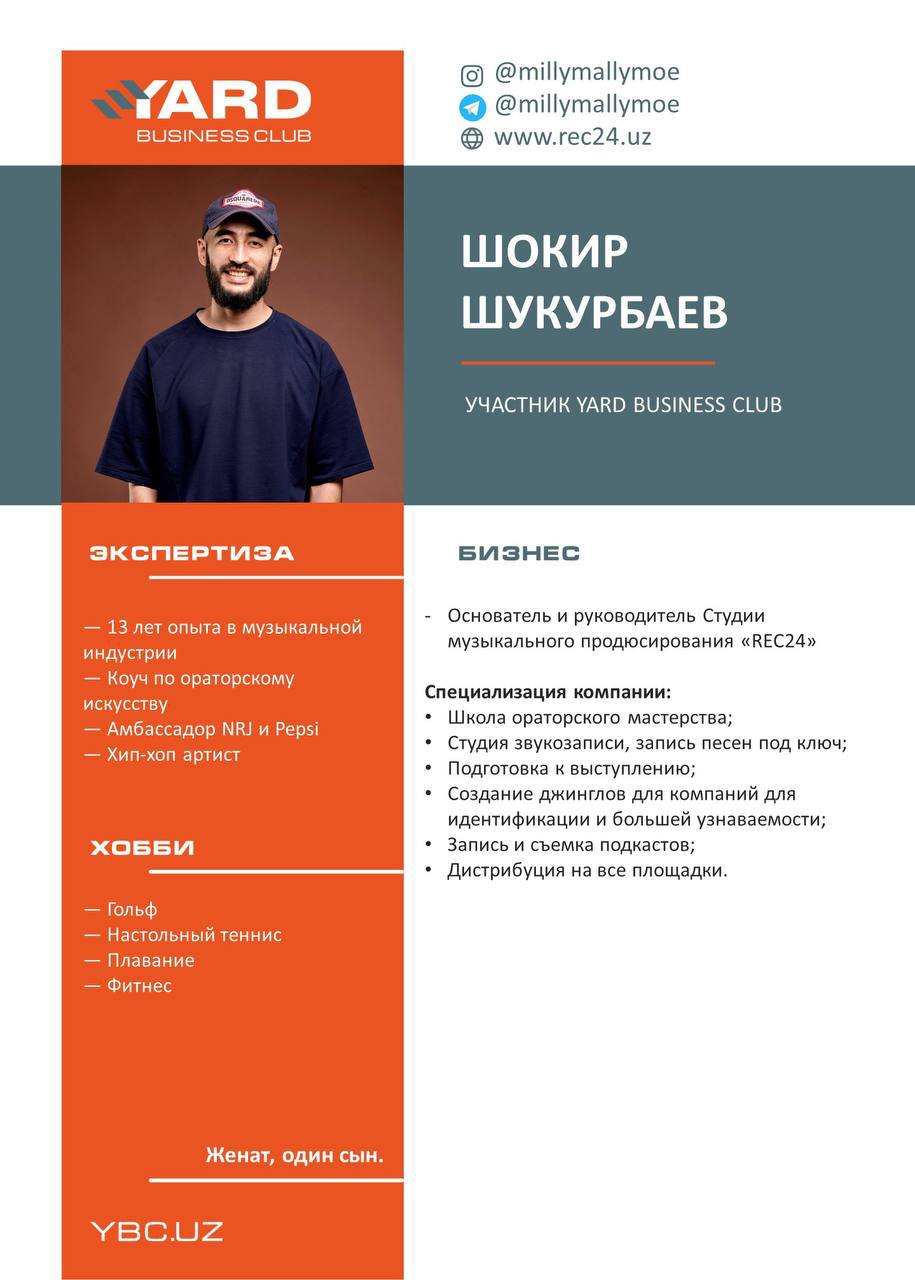 YARD
BUSINESS CLUB
@millymallymoe
@millymallymoe
www.rec24.uz
DSQUARED2
ШОКИР
ШУКУРБАЕВ
УЧАСТНИК YARD BUSINESS CLUB
ЭКСПЕРТИЗА
— 13 лет опыта в музыкальной
индустрии
— Коуч по ораторскому
искусству
— Амбассадор NRJ и Pepsi
— Хип-хоп артист
ХОББИ
— Гольф
— Настольный теннис
— Плавание
— Фитнес
Женат, один сын.
YBC.UZ
БИЗНЕС
- Основатель и руководитель Студии
музыкального продюсирования «REC24»
Специализация компании:
• Школа ораторского мастерства;
• Студия звукозаписи, запись песен под ключ;
• Подготовка к выступлению;
• Создание джинглов для компаний для
идентификации и большей узнаваемости;
• Запись и съемка подкастов;
• Дистрибуция на все площадки.